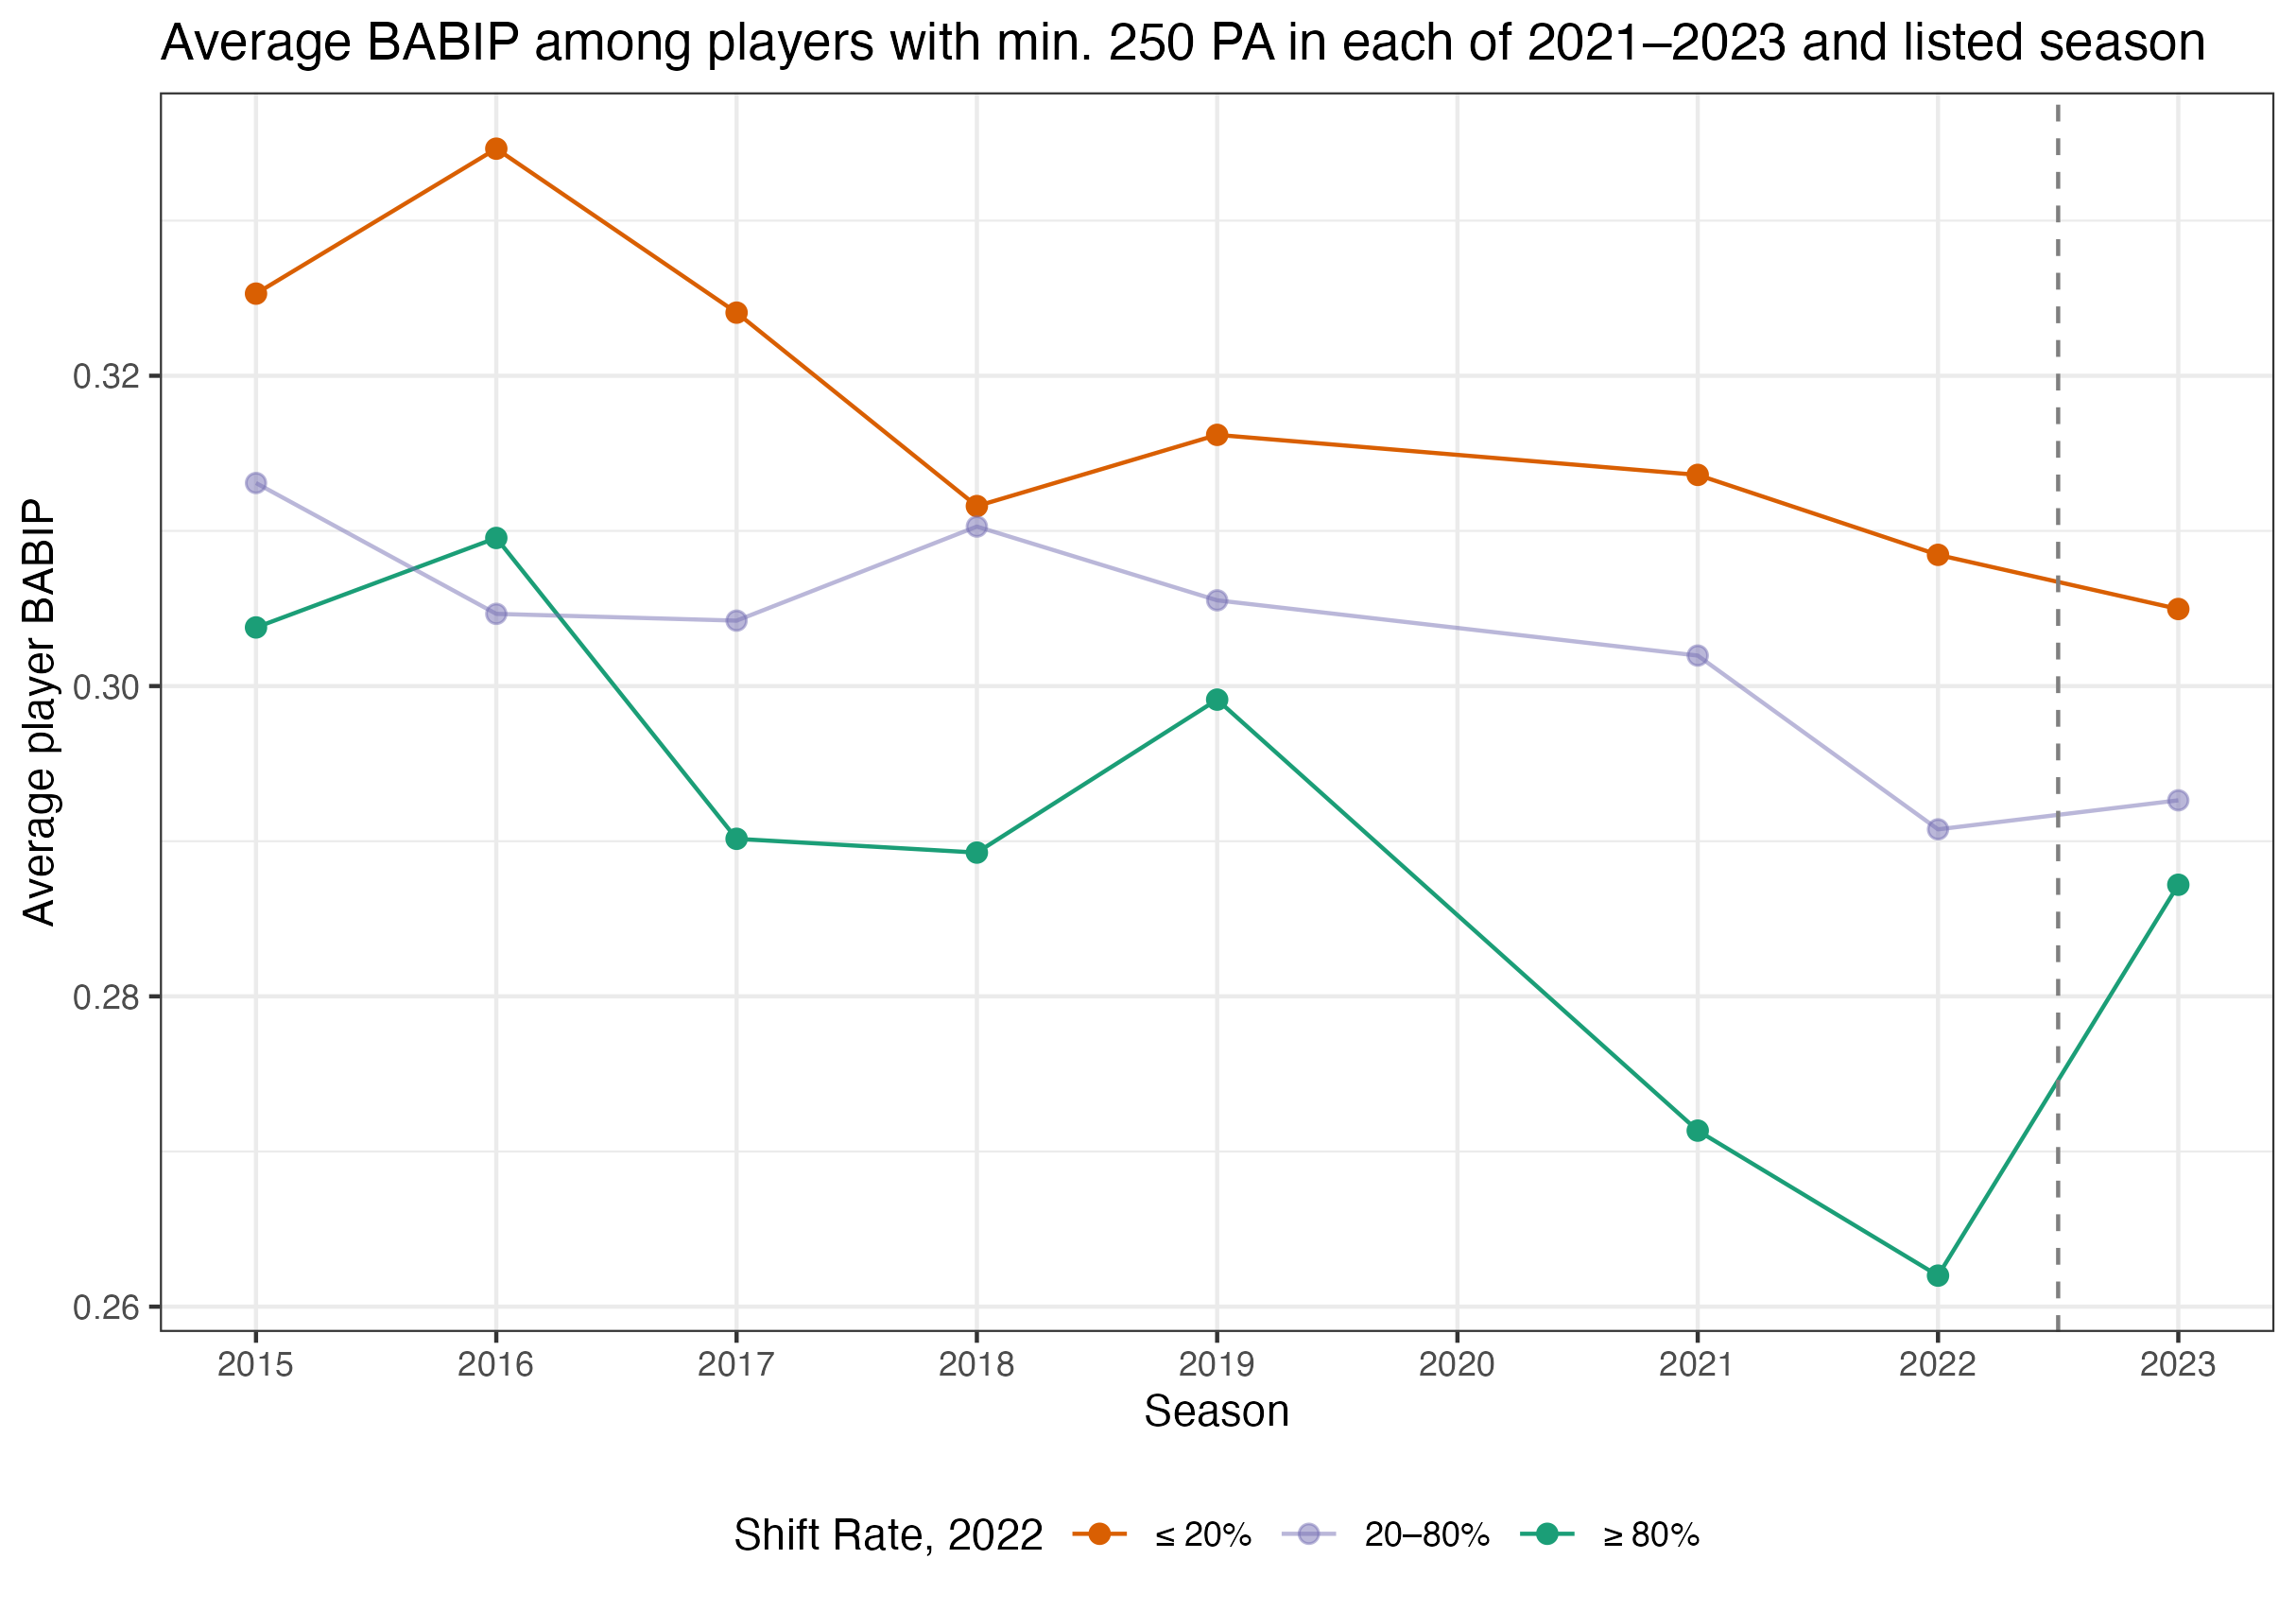 Average BABIP among players with min. 250 PA in each of 2021–2023 and listed season
Average player BABIP
0.32
0.30
0.28
0.26
2015 2016 2017 2018 2019 2020 2021 2022 2023
Season
Shift Rate, 2022 ≤ 20% 20–80% ≥ 80%